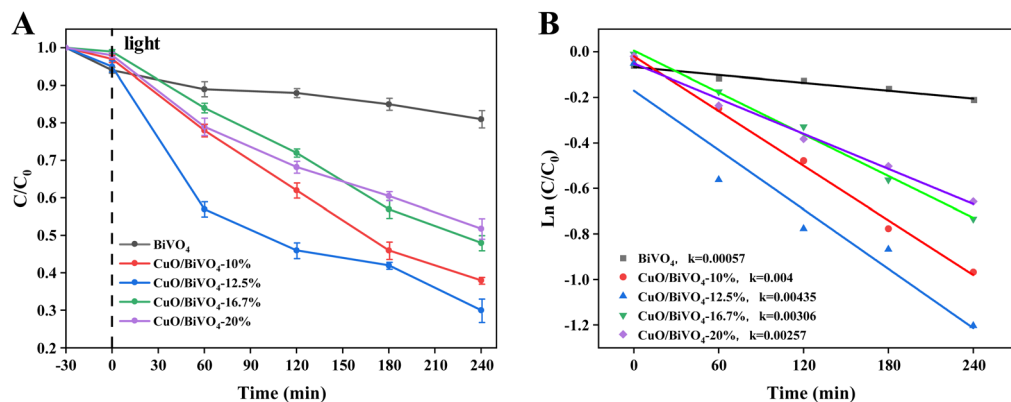 A
light
1.0
0.9
0.8
0.7
0.6
0.5
0.4
0.3
0.2
C/C₀
BiVO₄
CuO/BiVO₄-10%
CuO/BiVO₄-12.5%
CuO/BiVO₄-16.7%
CuO/BiVO₄-20%
-30 0 30 60 90 120 150 180 210 240
Time (min)
B
0.0
-0.2
-0.4
-0.6
-0.8
-1.0
-1.2
Ln (C/C₀)
BiVO₄, k=0.00057
CuO/BiVO₄-10%, k=0.004
CuO/BiVO₄-12.5%, k=0.00435
CuO/BiVO₄-16.7%, k=0.00306
CuO/BiVO₄-20%, k=0.00257
0 60 120 180 240
Time (min)